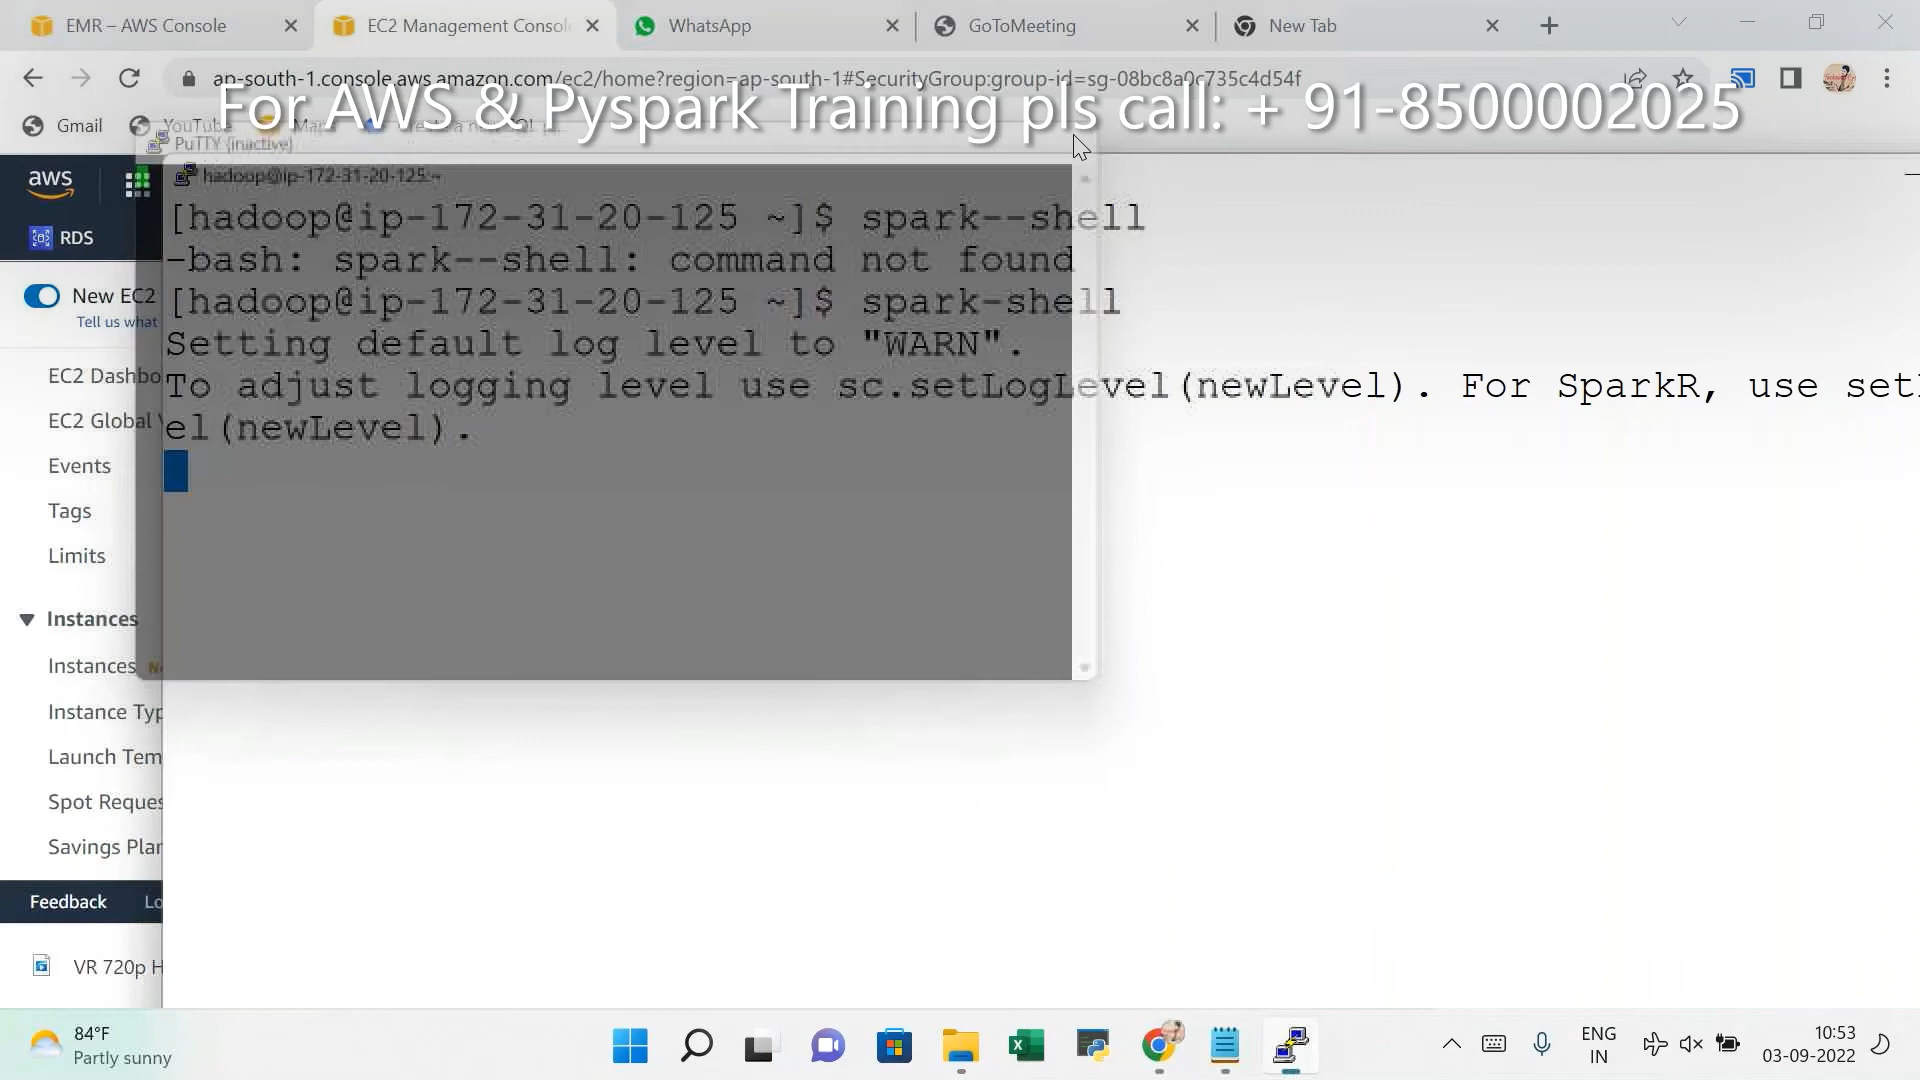 EMR – AWS Console
EC2 Management Consol
WhatsApp
GoToMeeting
New Tab
ap-south-1.console.aws.amazon.com/ec2/home?region=ap-south-1#SecurityGroup:group-id=sg-08bc8a0c735c4d54f
For AWS & Pyspark Training pls call: + 91-8500002025
Gmail
YouTube
PuTTY (inactive)
aws
hadoop@ip-172-31-20-125:~
[hadoop@ip-172-31-20-125 ~]$ spark--shell
-bash: spark--shell: command not found
[hadoop@ip-172-31-20-125 ~]$ spark-shell
Setting default log level to "WARN".
To adjust logging level use sc.setLogLevel(newLevel). For SparkR, use setL
el(newLevel).
RDS
New EC2
Tell us what
EC2 Dashbo
EC2 Global
Events
Tags
Limits
Instances
Instances
Instance Typ
Launch Tem
Spot Reques
Savings Plan
Feedback
Lo
VR 720p H
84°F
Partly sunny
ENG
IN
10:53
03-09-2022